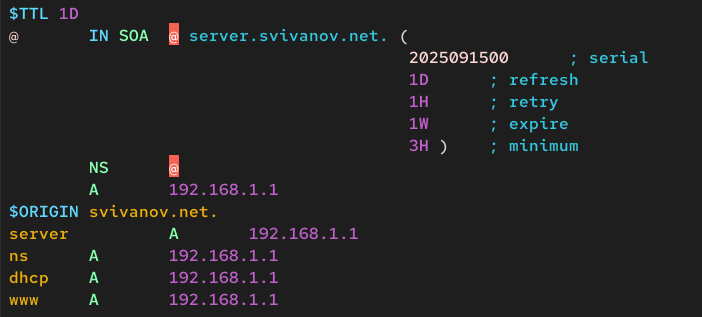 $TTL 1D
@ IN SOA @ server.svivanov.net. (
2025091500 ; serial
1D ; refresh
1H ; retry
1W ; expire
3H ) ; minimum
NS @
A 192.168.1.1
$ORIGIN svivanov.net.
server A 192.168.1.1
ns A 192.168.1.1
dhcp A 192.168.1.1
www A 192.168.1.1